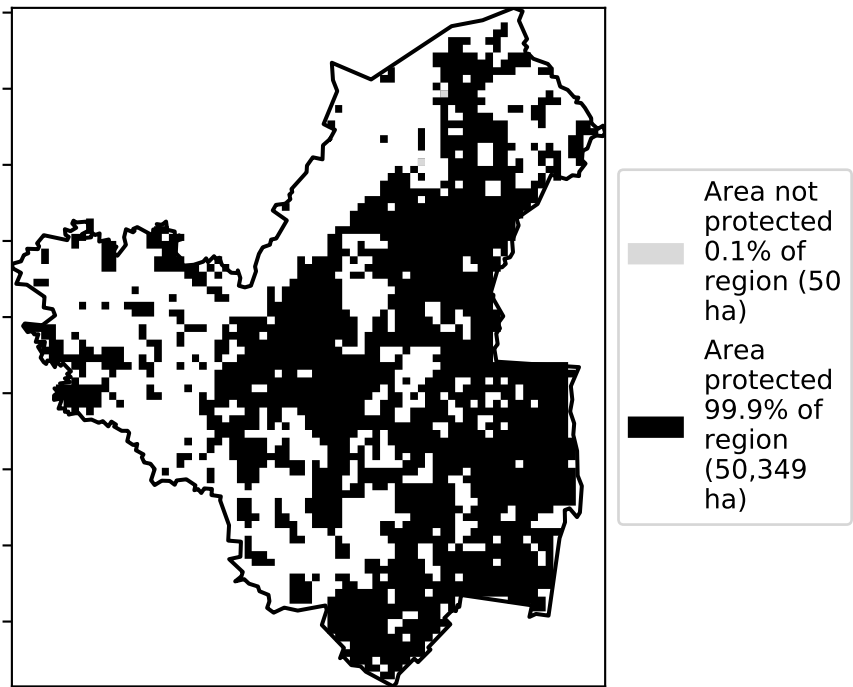 Area not
protected
0.1% of
region (50
ha)
Area
protected
99.9% of
region
(50,349
ha)